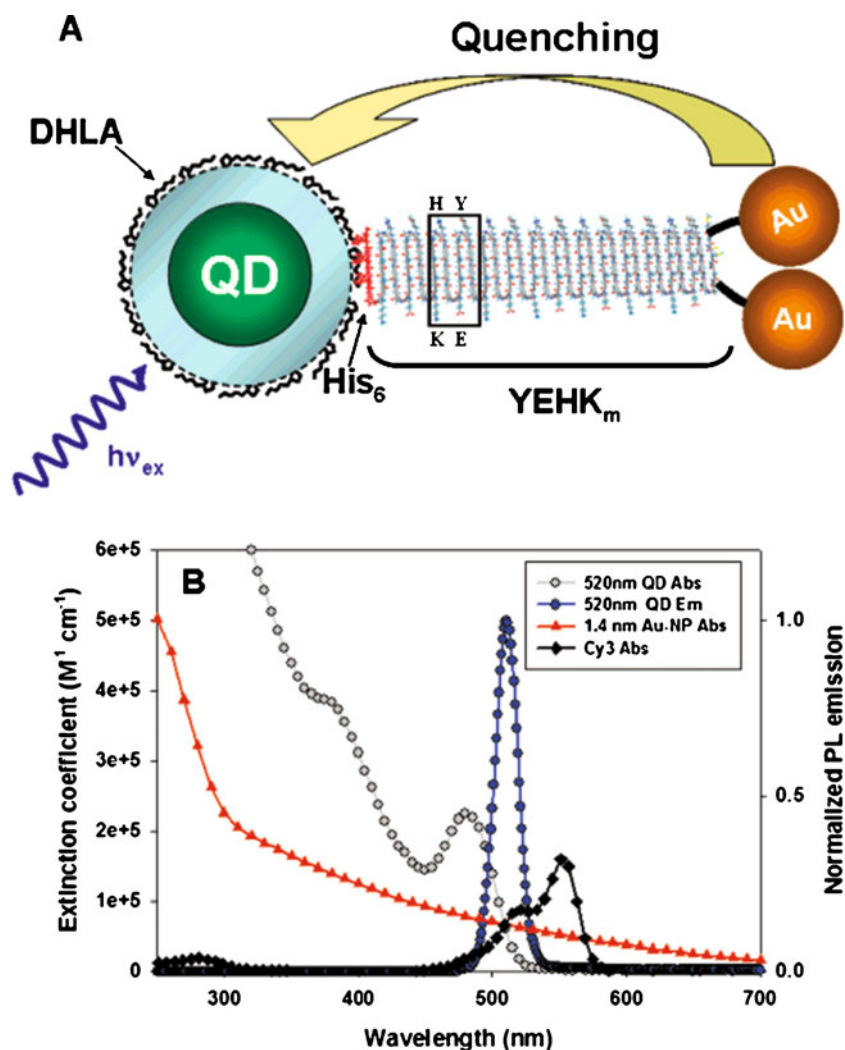 A
Quenching
DHLA
H Y
Au
QD
Au
K E
His6
YEHKm
hνex
B
520nm QD Abs
520nm QD Em
1.4 nm Au-NP Abs
Cy3 Abs
6e+5
5e+5
4e+5
3e+5
2e+5
1e+5
0
Extinction coefficient (M¹ cm⁻¹)
1.0
0.5
0.0
Normalized PL emission
300 400 500 600 700
Wavelength (nm)